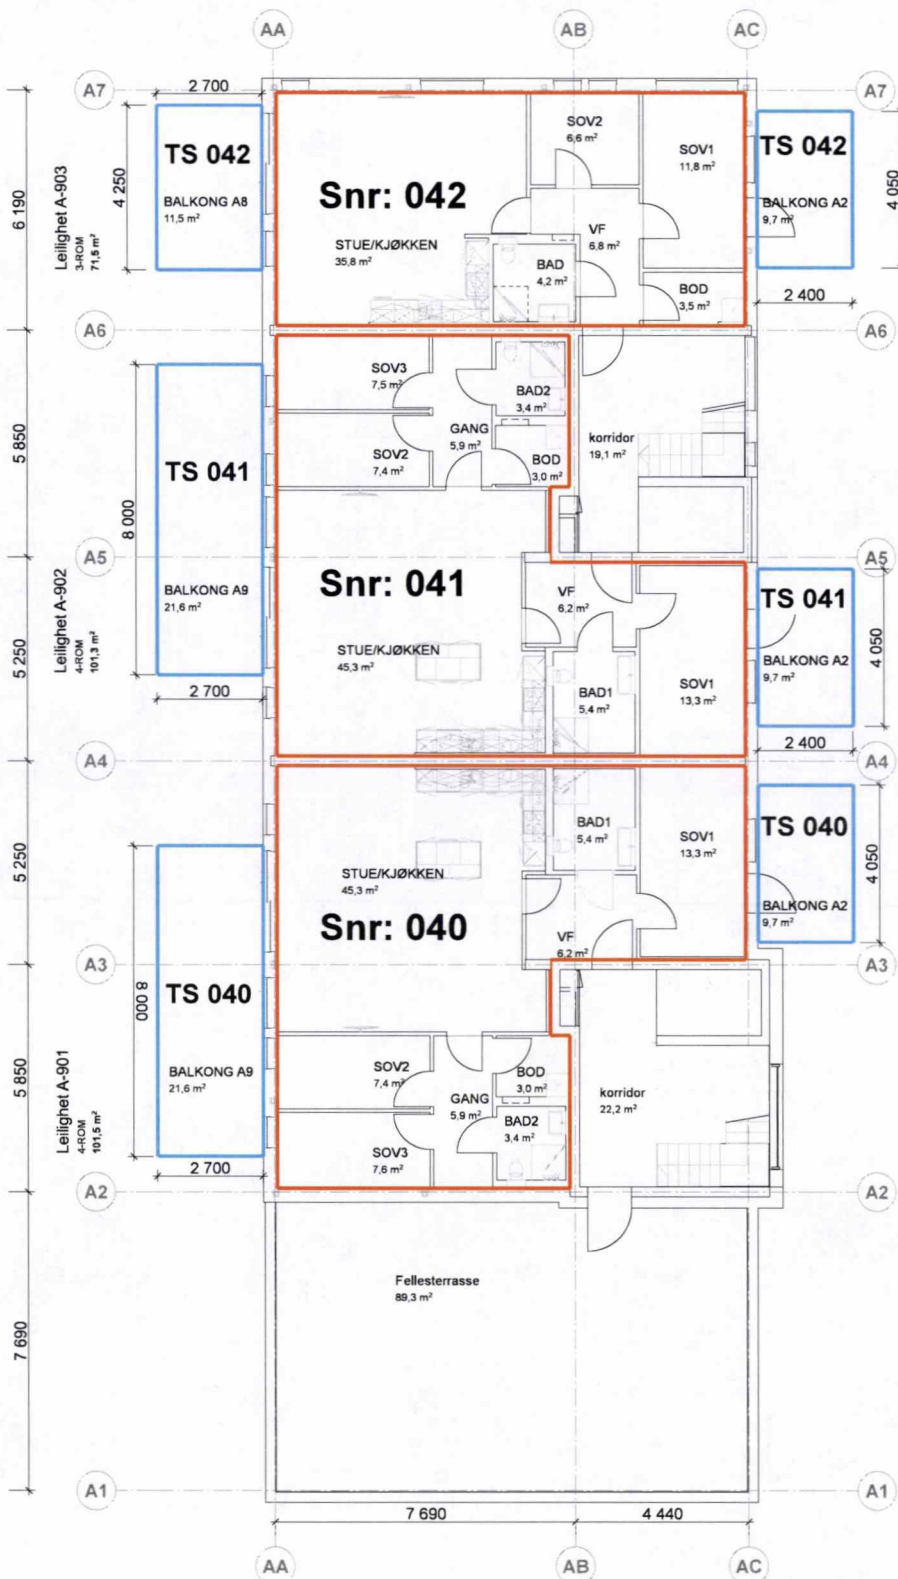 AA
AB
AC
A7
2 700
A7
TS 042
BALKONG A8
11,5 m²
4 250
Leilighet A-903
3-ROM
71,5 m²
6 190
Snr: 042
STUE/KJØKKEN
35,8 m²
SOV2
6,6 m²
SOV1
11,8 m²
VF
6,8 m²
BAD
4,2 m²
BOD
3,5 m²
TS 042
BALKONG A2
9,7 m²
4 050
2 400
A6
A6
SOV3
7,5 m²
BAD2
3,4 m²
GANG
5,9 m²
SOV2
7,4 m²
BOD
3,0 m²
korridor
19,1 m²
5 850
TS 041
8 000
BALKONG A9
21,6 m²
A5
A5
Leilighet A-902
4-ROM
101,3 m²
5 250
2 700
Snr: 041
STUE/KJØKKEN
45,3 m²
VF
6,2 m²
BAD1
5,4 m²
SOV1
13,3 m²
TS 041
BALKONG A2
9,7 m²
4 050
2 400
A4
A4
BAD1
5,4 m²
SOV1
13,3 m²
STUE/KJØKKEN
45,3 m²
Snr: 040
VF
6,2 m²
TS 040
BALKONG A2
9,7 m²
4 050
5 250
A3
A3
TS 040
8 000
BALKONG A9
21,6 m²
5 850
Leilighet A-901
4-ROM
101,5 m²
2 700
SOV2
7,4 m²
BOD
3,0 m²
GANG
5,9 m²
BAD2
3,4 m²
SOV3
7,6 m²
korridor
22,2 m²
A2
A2
Fellesterrasse
89,3 m²
7 690
A1
A1
7 690
4 440
AA
AB
AC